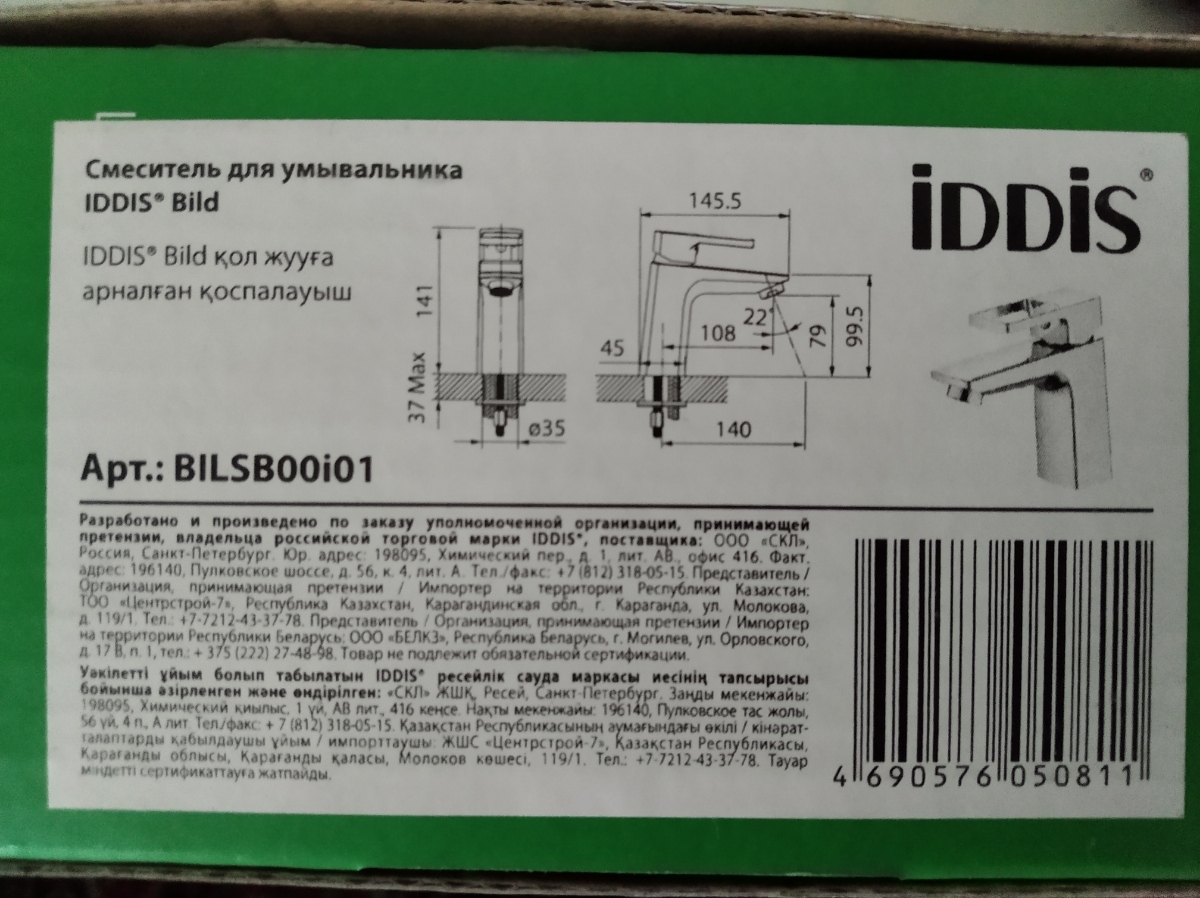 Смеситель для умывальника
IDDIS® Bild
IDDIS® Bild қол жууға
арналған қоспалауыш
iDDiS®
145.5
141
37 Max
ø35
45
108
22°
79
99.5
140
Арт.: BILSB00i01
Разработано и произведено по заказу уполномоченной организации, принимающей
претензии, владельца российской торговой марки IDDIS®, поставщика: ООО «СКЛ»,
Россия, Санкт-Петербург. Юр. адрес: 198095, Химический пер., д. 1, лит. АВ., офис 416. Факт.
адрес: 196140, Пулковское шоссе, д. 56, к. 4, лит. А. Тел./факс: +7 (812) 318-05-15. Представитель /
Организация, принимающая претензии / Импортер на территории Республики Казахстан:
ТОО «Центрстрой-7», Республика Казахстан, Карагандинская обл., г. Караганда, ул. Молокова,
д. 119/1. Тел.: +7-7212-43-37-78. Представитель / Организация, принимающая претензии / Импортер
на территории Республики Беларусь: ООО «БЕЛКЗ», Республика Беларусь, г. Могилев, ул. Орловского,
д. 17 В, п. 1, тел.: + 375 (222) 27-48-98. Товар не подлежит обязательной сертификации.
Уәкілетті ұйым болып табылатын IDDIS® ресейлік сауда маркасы иесінің тапсырысы
бойынша әзірленген және өндірілген: «СКЛ» ЖШҚ, Ресей, Санкт-Петербург. Заңды мекенжайы:
198095, Химический қиылыс, 1 үй, АВ лит., 416 кеңсе. Нақты мекенжайы: 196140, Пулковское тас жолы,
56 үй, 4 п., А лит. Тел./факс: + 7 (812) 318-05-15. Қазақстан Республикасының аумағындағы өкілі / кінәрат-
талаптарды қабылдаушы ұйым / импорттаушы: ЖШС «Центрстрой-7», Қазақстан Республикасы,
Қарағанды облысы, Қарағанды қаласы, Молоков көшесі, 119/1. Тел.: +7-7212-43-37-78. Тауар
міндетті сертификаттауға жатпайды.
4 690576 050811